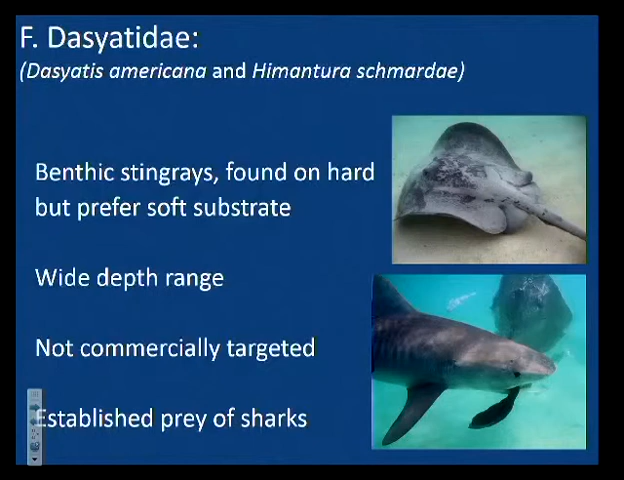 F. Dasyatidae:
(Dasyatis americana and Himantura schmardae)
Benthic stingrays, found on hard
but prefer soft substrate
Wide depth range
Not commercially targeted
Established prey of sharks